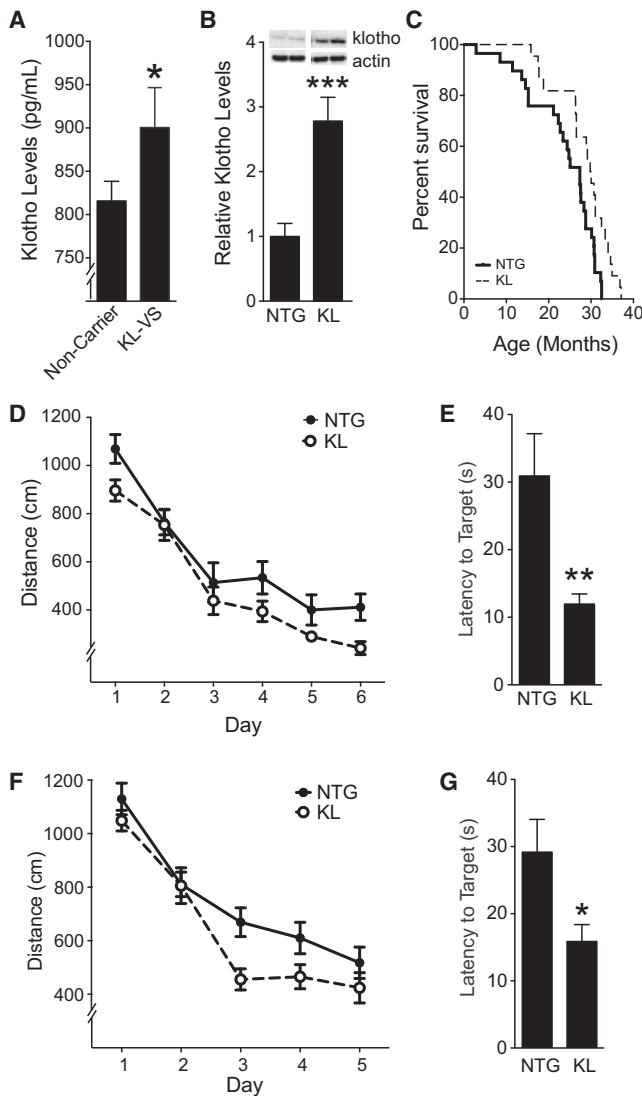 A
Klotho Levels (pg/mL)
1000
950
900
850
800
750
*
Non-Carrier
KL-VS
B
Relative Klotho Levels
4
3
2
1
0
klotho
actin
***
NTG
KL
C
Percent survival
100
80
60
40
20
0
NTG
KL
0 10 20 30 40
Age (Months)
D
Distance (cm)
1200
1000
800
600
400
NTG
KL
1 2 3 4 5 6
Day
E
Latency to Target (s)
40
30
20
10
0
**
NTG KL
F
Distance (cm)
1200
1000
800
600
400
NTG
KL
1 2 3 4 5
Day
G
Latency to Target (s)
40
30
20
10
0
*
NTG KL